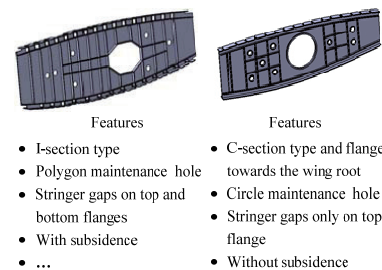 Features
• I-section type
• Polygon maintenance hole
• Stringer gaps on top and
bottom flanges
• With subsidence
• ...
Features
• C-section type and flange
towards the wing root
• Circle maintenance hole
• Stringer gaps only on top
flange
• Without subsidence